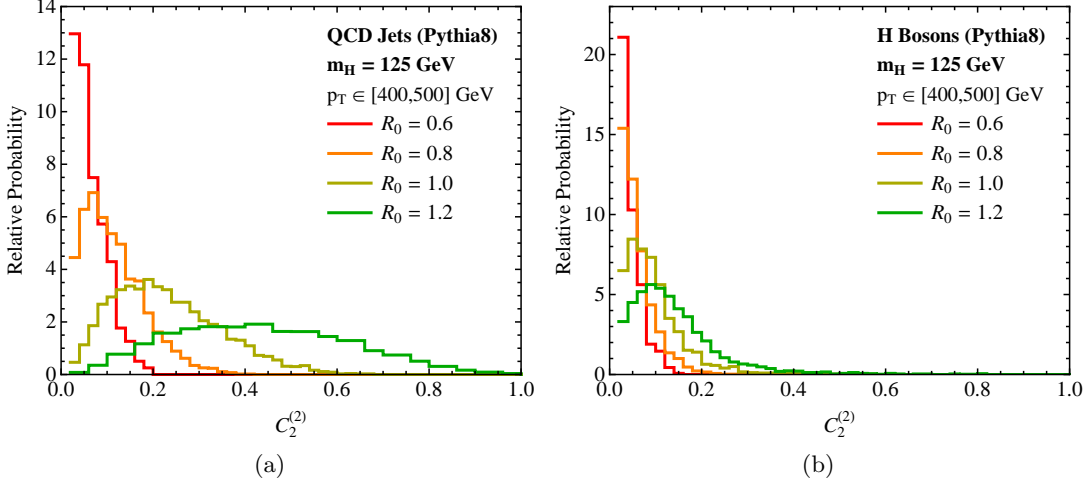 QCD Jets (Pythia8)
m_H = 125 GeV
p_T ∈ [400,500] GeV
R_0 = 0.6
R_0 = 0.8
R_0 = 1.0
R_0 = 1.2
Relative Probability
14
12
10
8
6
4
2
0
0.0 0.2 0.4 0.6 0.8 1.0
C_2^{(2)}
(a)
H Bosons (Pythia8)
m_H = 125 GeV
p_T ∈ [400,500] GeV
R_0 = 0.6
R_0 = 0.8
R_0 = 1.0
R_0 = 1.2
Relative Probability
20
15
10
5
0
0.0 0.2 0.4 0.6 0.8 1.0
C_2^{(2)}
(b)